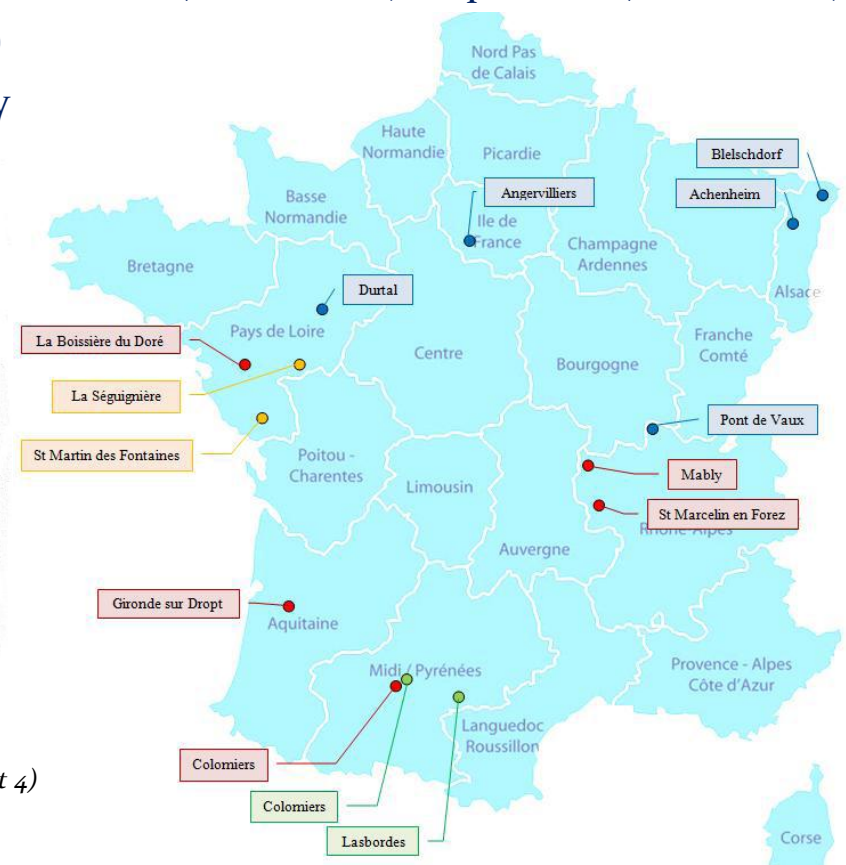 Nord Pas
de Calais
Haute
Normandie
Picardie
Blelschdorf
Angervilliers
Achenheim
Basse
Normandie
Ile de
France
Champagne
Ardennes
Bretagne
Durtal
Alsace
La Boissière du Doré
Pays de Loire
Centre
Franche
Comté
Bourgogne
La Séguignière
Pont de Vaux
St Martin des Fontaines
Poitou -
Charentes
Limousin
Mably
St Marcelin en Forez
Rhône-Alpes
Auvergne
Gironde sur Dropt
Aquitaine
Midi / Pyrénées
Provence - Alpes
Côte d'Azur
Languedoc
Roussillon
Colomiers
t 4)
Colomiers
Lasbordes
Corse